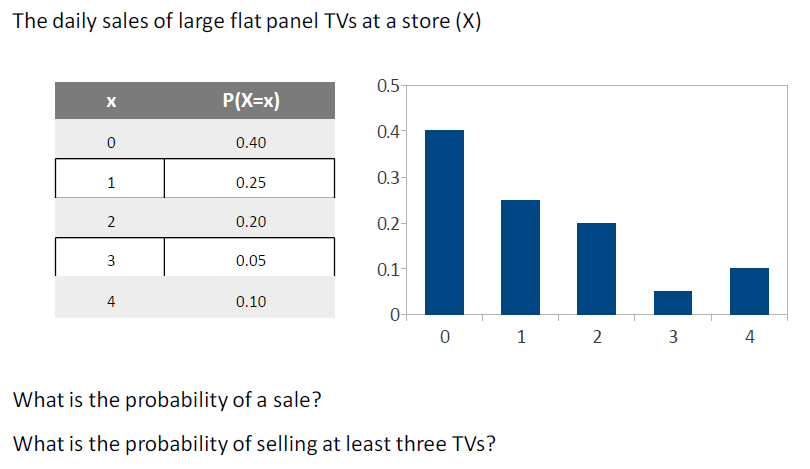 The daily sales of large flat panel TVs at a store (X)
x P(X=x)
0 0.40
1 0.25
2 0.20
3 0.05
4 0.10
0.5
0.4
0.3
0.2
0.1
0
0 1 2 3 4
What is the probability of a sale?
What is the probability of selling at least three TVs?